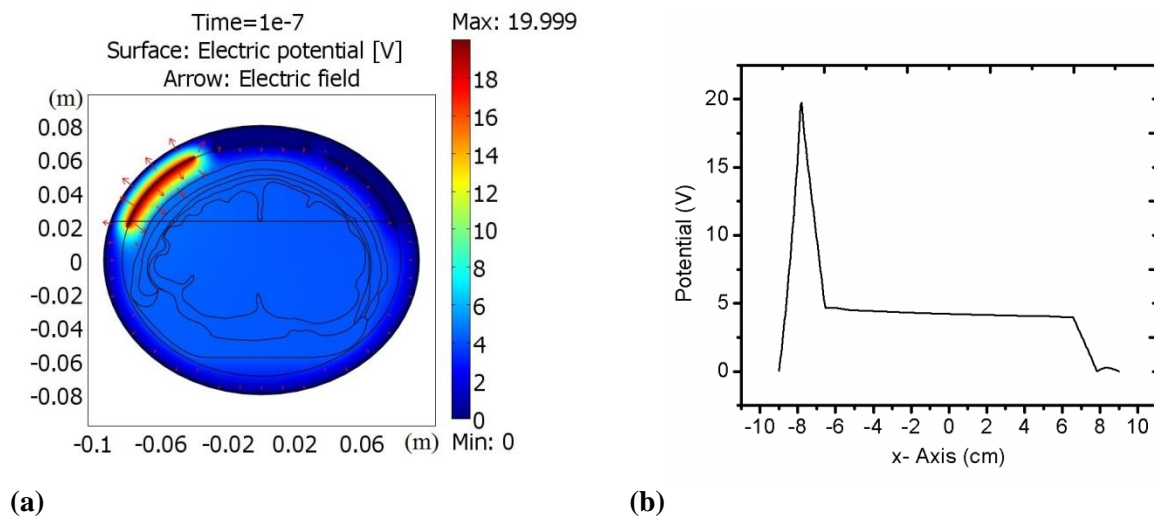 Time=1e-7
Surface: Electric potential [V]
Arrow: Electric field
Max: 19.999
(m)
0.08
0.06
0.04
0.02
0
-0.02
-0.04
-0.06
-0.08
-0.1 -0.06 -0.02 0.02 0.06 (m)
18
16
14
12
10
8
6
4
2
0
Min: 0
(a)
Potential (V)
20
15
10
5
0
-10 -8 -6 -4 -2 0 2 4 6 8 10
x- Axis (cm)
(b)